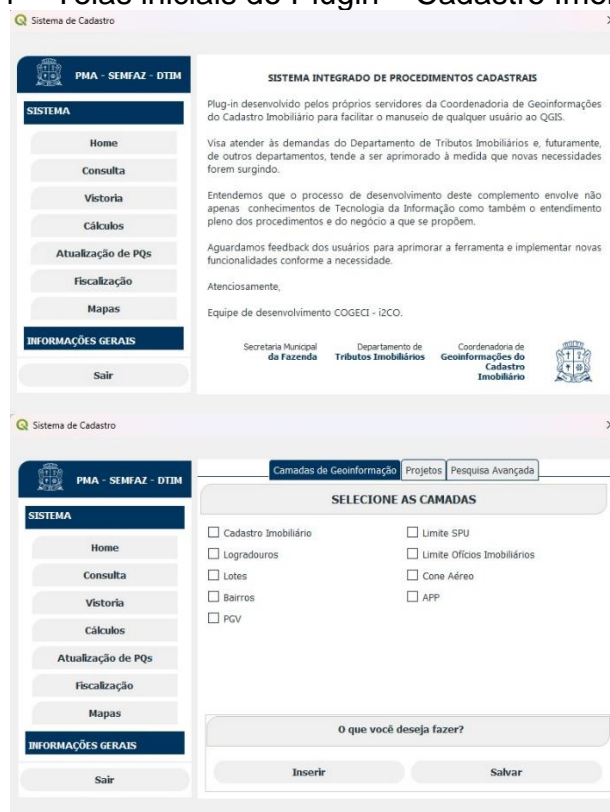 Telas iniciais do Plugin
Cadastro
Sistema de Cadastro
PMA - SEMFAZ - DTIM
SISTEMA
Home
Consulta
Vistoria
Cálculos
Atualização de PQs
Fiscalização
Mapas
INFORMAÇÕES GERAIS
Sair
SISTEMA INTEGRADO DE PROCEDIMENTOS CADASTRAIS
Plug-in desenvolvido pelos próprios servidores da Coordenadoria de Geoinformações
do Cadastro Imobiliário para facilitar o manuseio de qualquer usuário ao QGIS.
Visa atender às demandas do Departamento de Tributos Imobiliários e, futuramente,
de outros departamentos, tende a ser aprimorado à medida que novas necessidades
forem surgindo.
Entendemos que o processo de desenvolvimento deste complemento envolve não
apenas conhecimentos de Tecnologia da Informação como também o entendimento
pleno dos procedimentos e do negócio a que se propõem.
Aguardamos feedback dos usuários para aprimorar a ferramenta e implementar novas
funcionalidades conforme a necessidade.
Atenciosamente,
Equipe de desenvolvimento COGECI - i2CO.
Secretaria Municipal
da Fazenda
Departamento de
Tributos Imobiliários
Coordenadoria de
Geoinformações do
Cadastro
Imobiliário
Sistema de Cadastro
PMA - SEMFAZ - DTIM
SISTEMA
Home
Consulta
Vistoria
Cálculos
Atualização de PQs
Fiscalização
Mapas
INFORMAÇÕES GERAIS
Sair
Camadas de Geoinformação Projetos Pesquisa Avançada
SELECIONE AS CAMADAS
Cadastro Imobiliário
Logradouros
Lotes
Bairros
PGV
Limite SPU
Limite Ofícios Imobiliários
Cone Aéreo
APP
O que você deseja fazer?
Inserir Salvar